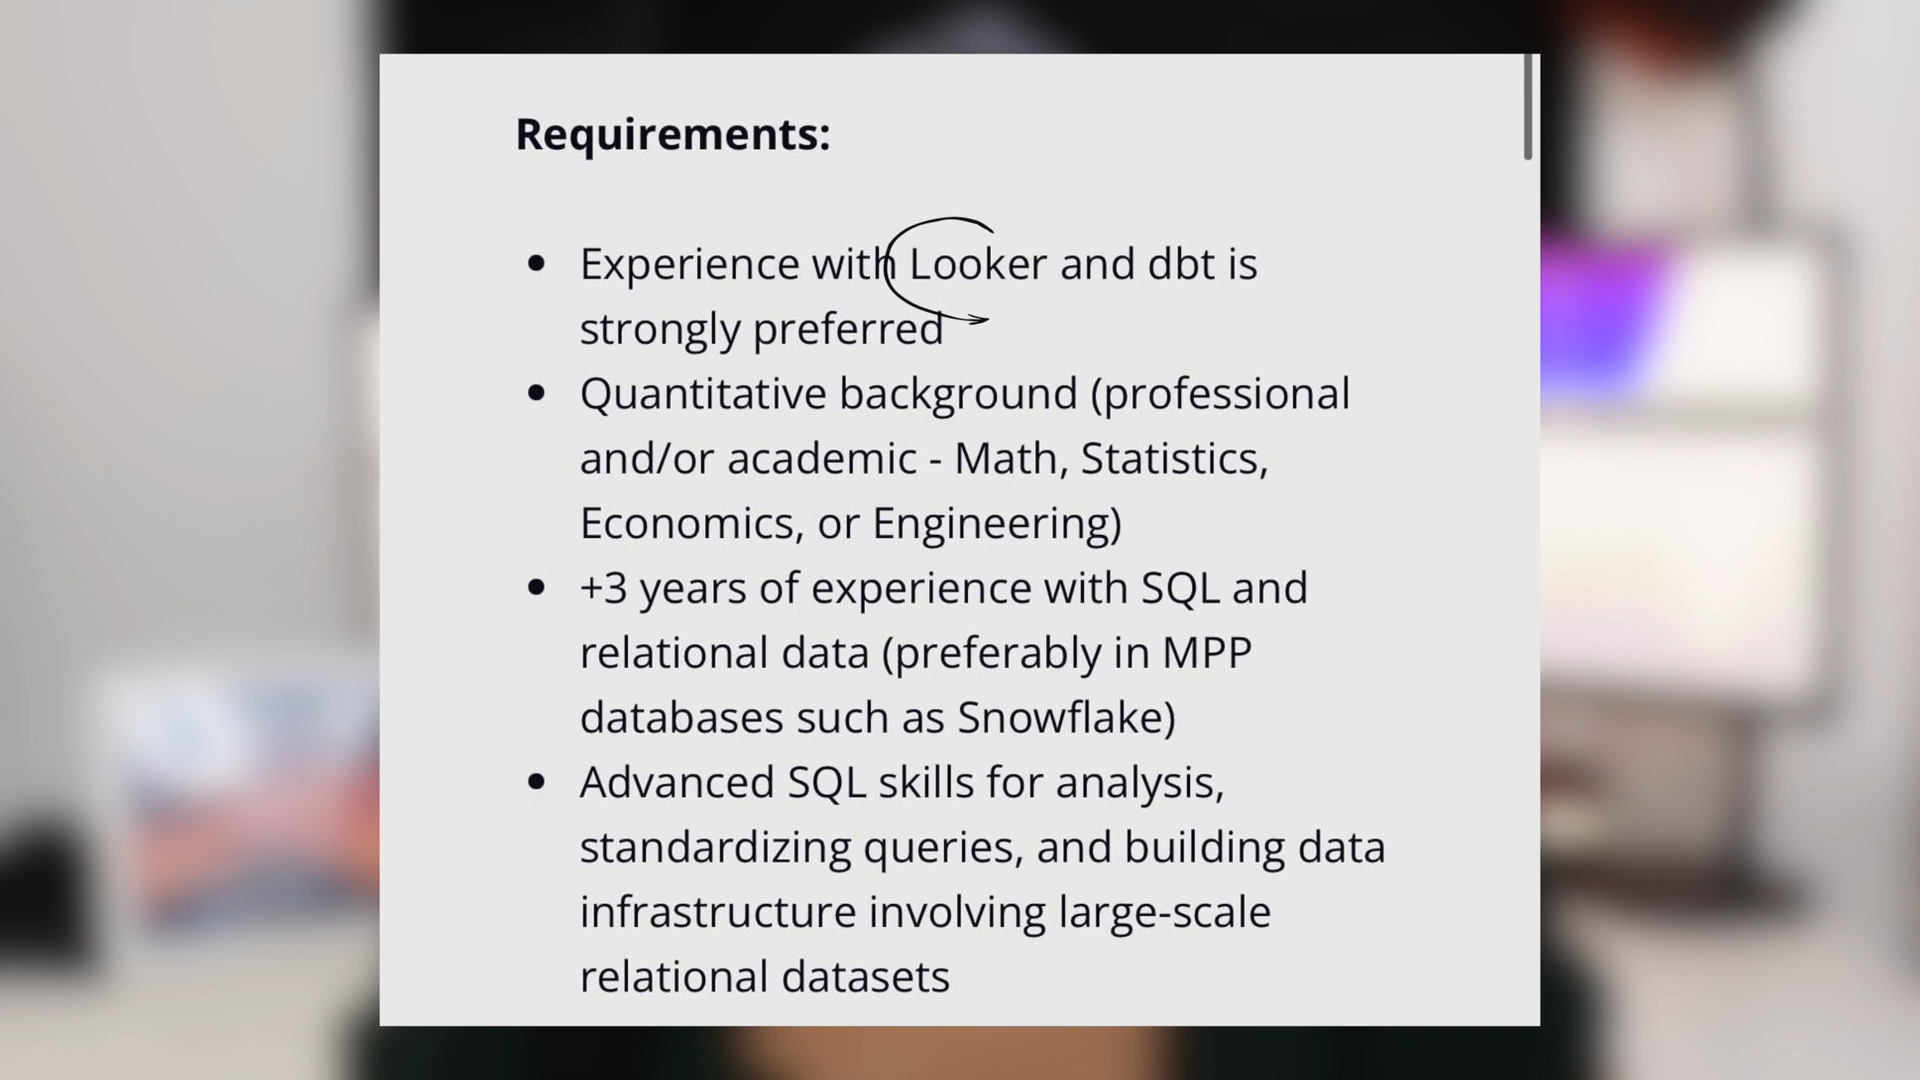 Requirements:
• Experience with Looker and dbt is
strongly preferred
• Quantitative background (professional
and/or academic - Math, Statistics,
Economics, or Engineering)
• +3 years of experience with SQL and
relational data (preferably in MPP
databases such as Snowflake)
• Advanced SQL skills for analysis,
standardizing queries, and building data
infrastructure involving large-scale
relational datasets